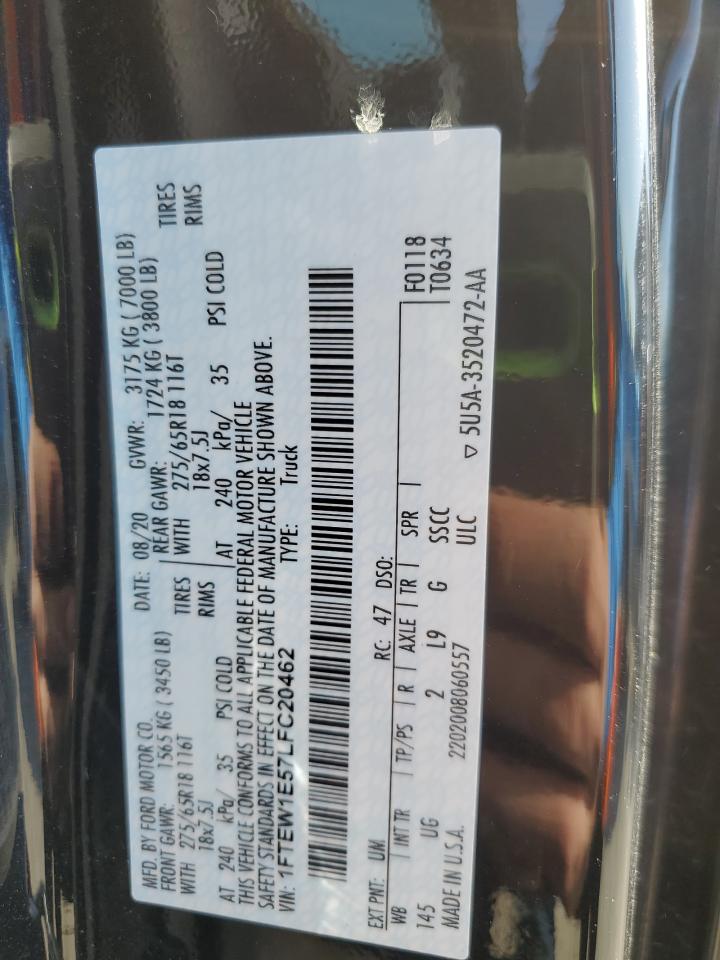 MFD. BY FORD MOTOR CO.
DATE: 08/20 GVWR: 3175 KG ( 7000 LB)
FRONT GAWR: 1565 KG ( 3450 LB) REAR GAWR: 1724 KG ( 3800 LB)
WITH 275/65R18 116T TIRES WITH 275/65R18 116T TIRES
18x7.5J RIMS 18x7.5J RIMS
AT 240 kPa/ 35 PSI COLD AT 240 kPa/ 35 PSI COLD
THIS VEHICLE CONFORMS TO ALL APPLICABLE FEDERAL MOTOR VEHICLE
SAFETY STANDARDS IN EFFECT ON THE DATE OF MANUFACTURE SHOWN ABOVE.
VIN: 1FTEW1E57LFC20462 TYPE: Truck
EXT PNT: UM RC: 47 DSO: F0118
WB INT TR TP/PS R AXLE TR SPR T0634
145 UG 2 L9 G SSCC
ULC
MADE IN U.S.A. 2202008060557 ▽ 5U5A-3520472-AA